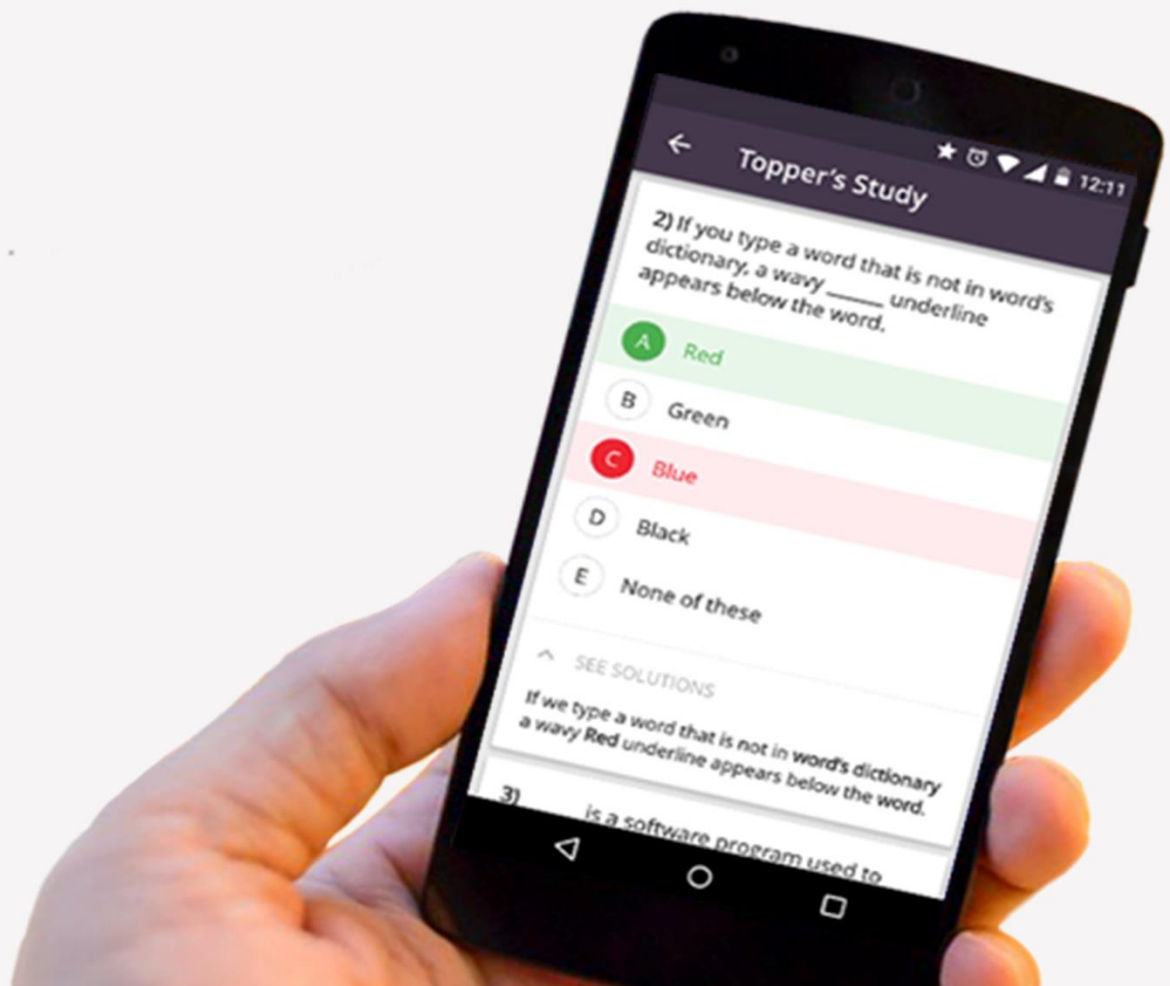 12:11
Topper's Study
2) If you type a word that is not in word's
dictionary, a wavy ______ underline
appears below the word.
A Red
B Green
C Blue
D Black
E None of these
SEE SOLUTIONS
If we type a word that is not in word's dictionary
a wavy Red underline appears below the word.
3) ______ is a software program used to